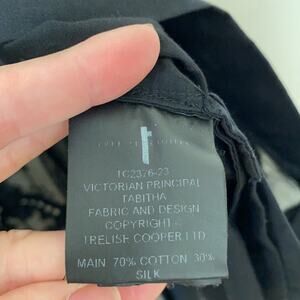 TC2376-23
VICTORIAN PRINCIPAL
TABITHA
FABRIC AND DESIGN
COPYRIGHT
TRELISE COOPER LTD
MAIN 70% COTTON 30%
SILK